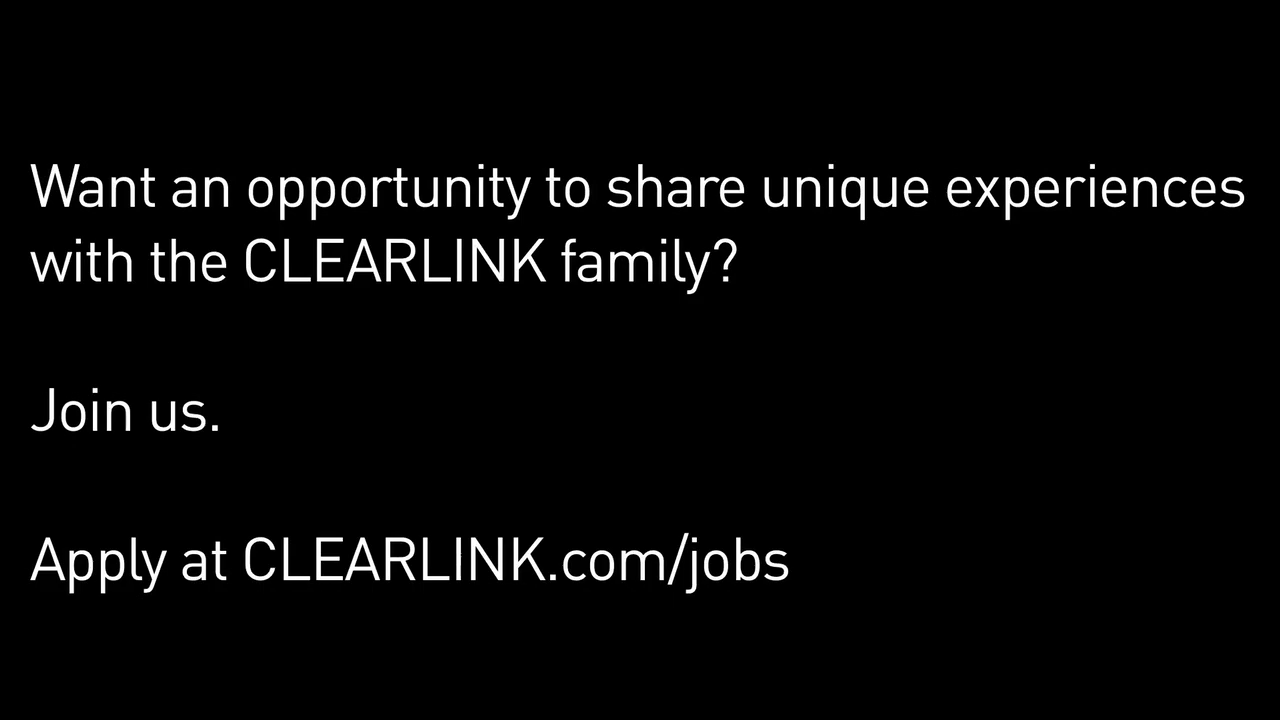 Want an opportunity to share unique experiences
with the CLEARLINK family?
Join us.
Apply at CLEARLINK.com/jobs